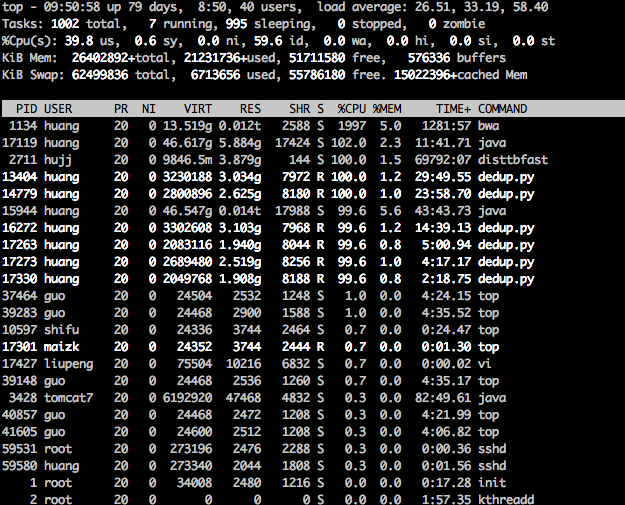 top - 09:50:58 up 79 days,  8:50, 40 users,  load average: 26.51, 33.19, 58.40
Tasks: 1002 total,   7 running, 995 sleeping,   0 stopped,   0 zombie
%Cpu(s): 39.8 us,  0.6 sy,  0.0 ni, 59.6 id,  0.0 wa,  0.0 hi,  0.0 si,  0.0 st
KiB Mem:  26402892+total, 21231736+used, 51711580 free,   576336 buffers
KiB Swap: 62499836 total,  6713656 used, 55786180 free. 15022396+cached Mem
PID USER      PR  NI    VIRT    RES    SHR S  %CPU %MEM     TIME+ COMMAND
1134 huang     20   0 13.519g 0.012t   2588 S  1997  5.0   1281:57 bwa
17119 huang     20   0 46.617g 5.884g  17424 S 102.0  2.3  11:41.71 java
2711 hujj      20   0 9846.5m 3.879g    144 S 100.0  1.5  69792:07 disttbfast
13404 huang     20   0 3230188 3.034g   7972 R 100.0  1.2  29:49.55 dedup.py
14779 huang     20   0 2800896 2.625g   8180 R 100.0  1.0  23:58.70 dedup.py
15944 huang     20   0 46.547g 0.014t  17988 S  99.6  5.6  43:43.73 java
16272 huang     20   0 3302608 3.103g   7968 R  99.6  1.2  14:39.13 dedup.py
17263 huang     20   0 2083116 1.940g   8044 R  99.6  0.8   5:00.94 dedup.py
17273 huang     20   0 2689480 2.519g   8256 R  99.6  1.0   4:17.17 dedup.py
17330 huang     20   0 2049768 1.908g   8188 R  99.6  0.8   2:18.75 dedup.py
37464 guo       20   0   24504   2532   1248 S   1.0  0.0   4:24.15 top
39283 guo       20   0   24468   2900   1588 S   1.0  0.0   4:35.52 top
10597 shifu     20   0   24336   3744   2464 S   0.7  0.0   0:24.47 top
17301 maizk     20   0   24352   3744   2444 R   0.7  0.0   0:01.30 top
17427 liupeng   20   0   75504  10216   6832 S   0.7  0.0   0:00.02 vi
39148 guo       20   0   24468   2536   1260 S   0.7  0.0   4:35.17 top
3428 tomcat7   20   0 6192920  47468   4832 S   0.3  0.0  82:49.61 java
40857 guo       20   0   24468   2472   1208 S   0.3  0.0   4:21.99 top
41605 guo       20   0   24600   2512   1208 S   0.3  0.0   4:06.82 top
59531 root      20   0  273196   2476   2288 S   0.3  0.0   0:00.36 sshd
59580 huang     20   0  273340   2044   1808 S   0.3  0.0   0:01.56 sshd
1 root      20   0   34008   2480   1216 S   0.0  0.0   0:17.28 init
2 root      20   0       0      0      0 S   0.0  0.0   1:57.35 kthreadd